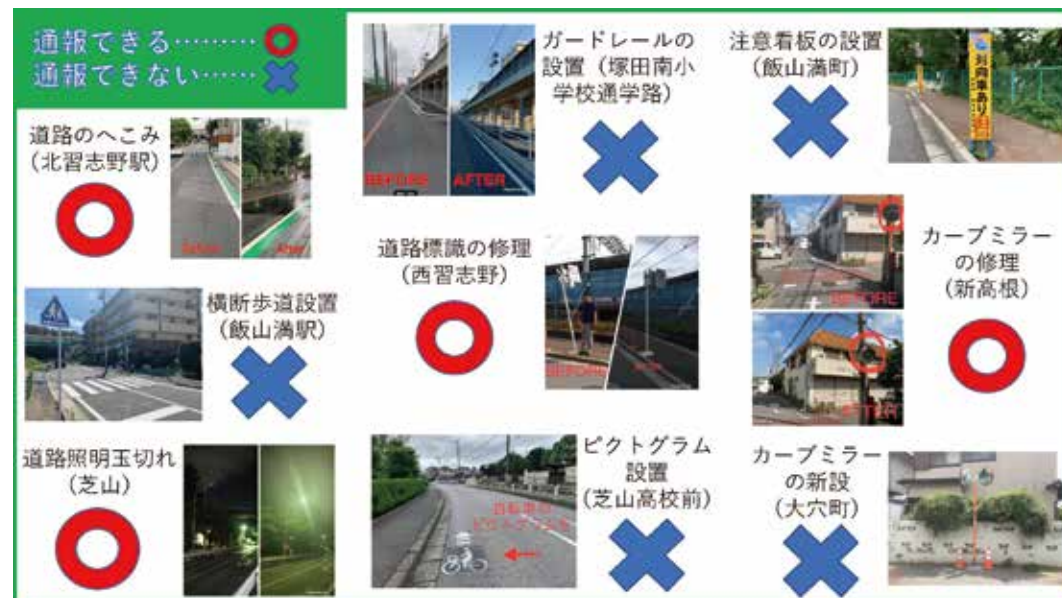 通報できる………
通報できない……
道路のへこみ
(北習志野駅)
Before
After
横断歩道設置
(飯山満駅)
道路照明玉切れ
(芝山)
BEFORE
AFTER
ガードレールの
設置（塚田南小
学校通学路）
道路標識の修理
(西習志野)
BEFORE
自転車の
ピクトグラムを
ピクトグラム
設置
(芝山高校前)
注意看板の設置
(飯山満町)
対向車あり
BEFORE
AFTER
カーブミラー
の修理
(新高根)
カーブミラー
の新設
(大穴町)